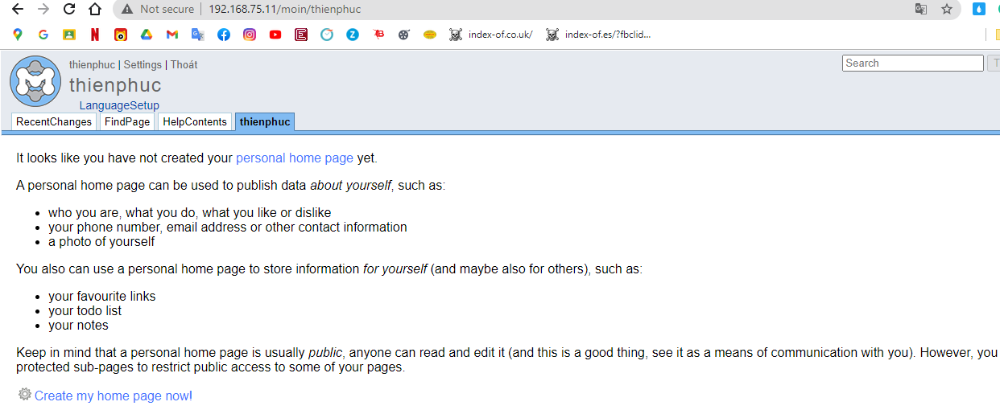 Not secure | 192.168.75.11/moin/thienphuc
index-of.co.uk/ index-of.es/?fbclid...
thienphuc | Settings | Thoát
Search
thienphuc
LanguageSetup
RecentChanges FindPage HelpContents thienphuc
It looks like you have not created your personal home page yet.
A personal home page can be used to publish data about yourself, such as:
• who you are, what you do, what you like or dislike
• your phone number, email address or other contact information
• a photo of yourself
You also can use a personal home page to store information for yourself (and maybe also for others), such as:
• your favourite links
• your todo list
• your notes
Keep in mind that a personal home page is usually public, anyone can read and edit it (and this is a good thing, see it as a means of communication with you). However, you
protected sub-pages to restrict public access to some of your pages.
Create my home page now!